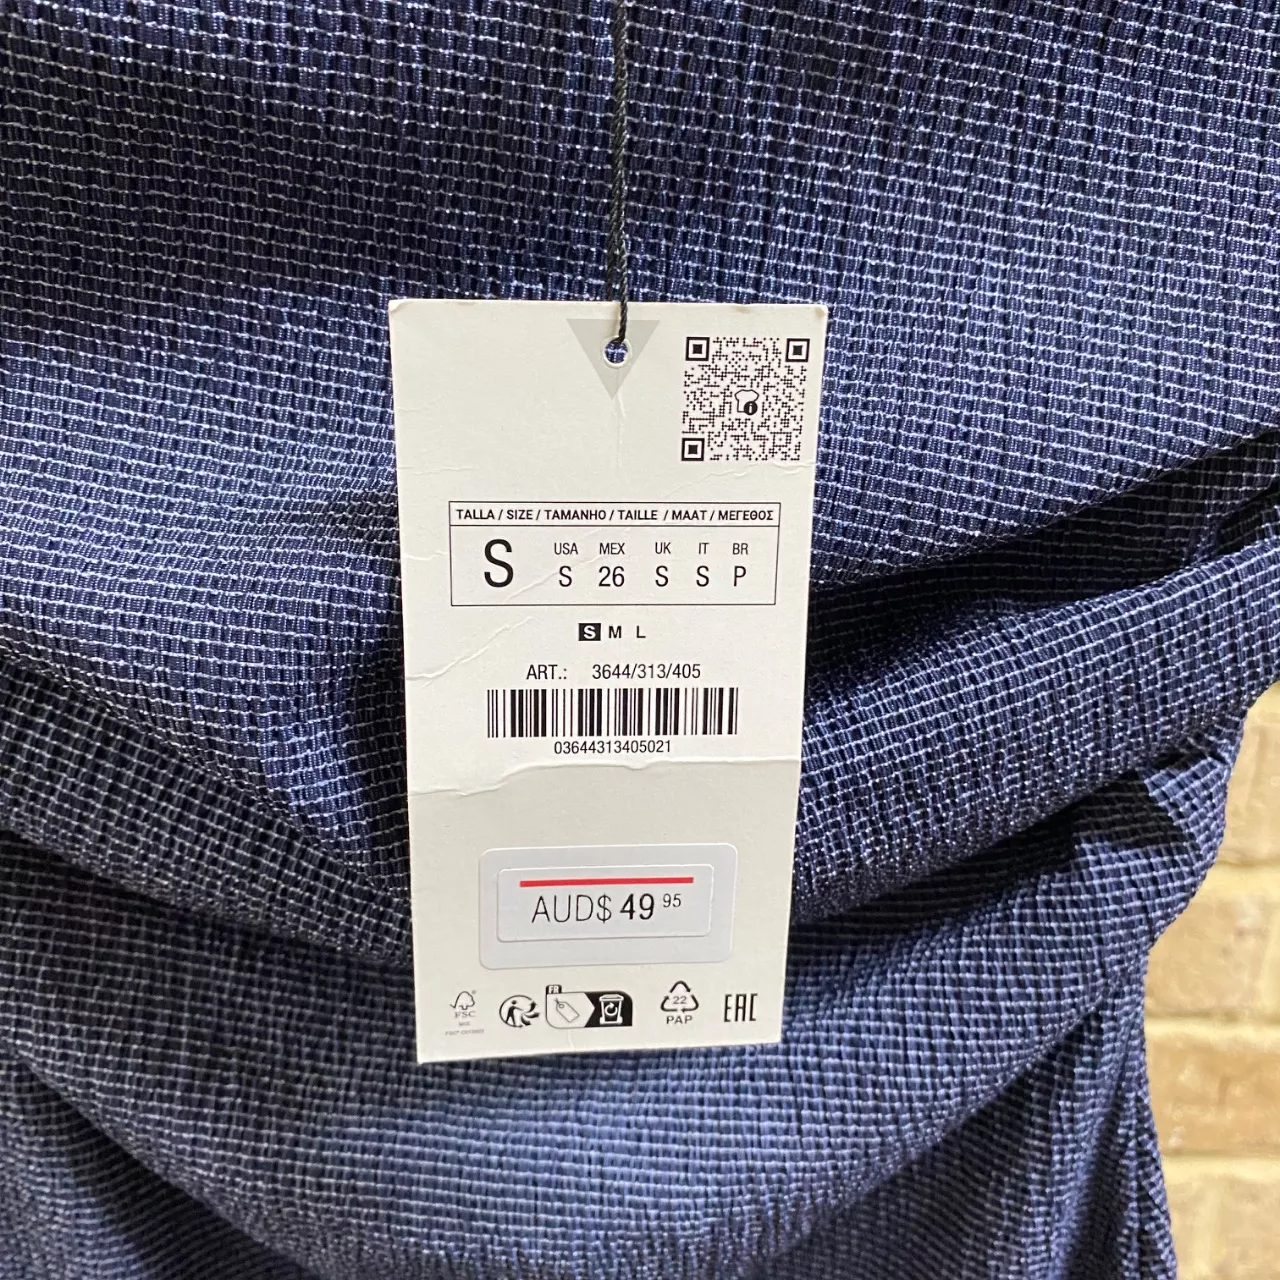 TALLA / SIZE / TAMANHO / TAILLE / MAAT / ΜΕΓΕΘΟΣ
S
USA MEX UK IT BR
S 26 S S P
S M L
ART.: 3644/313/405
03644313405021
AUD$ 49 95
FR
FSC
22
PAP
EAC